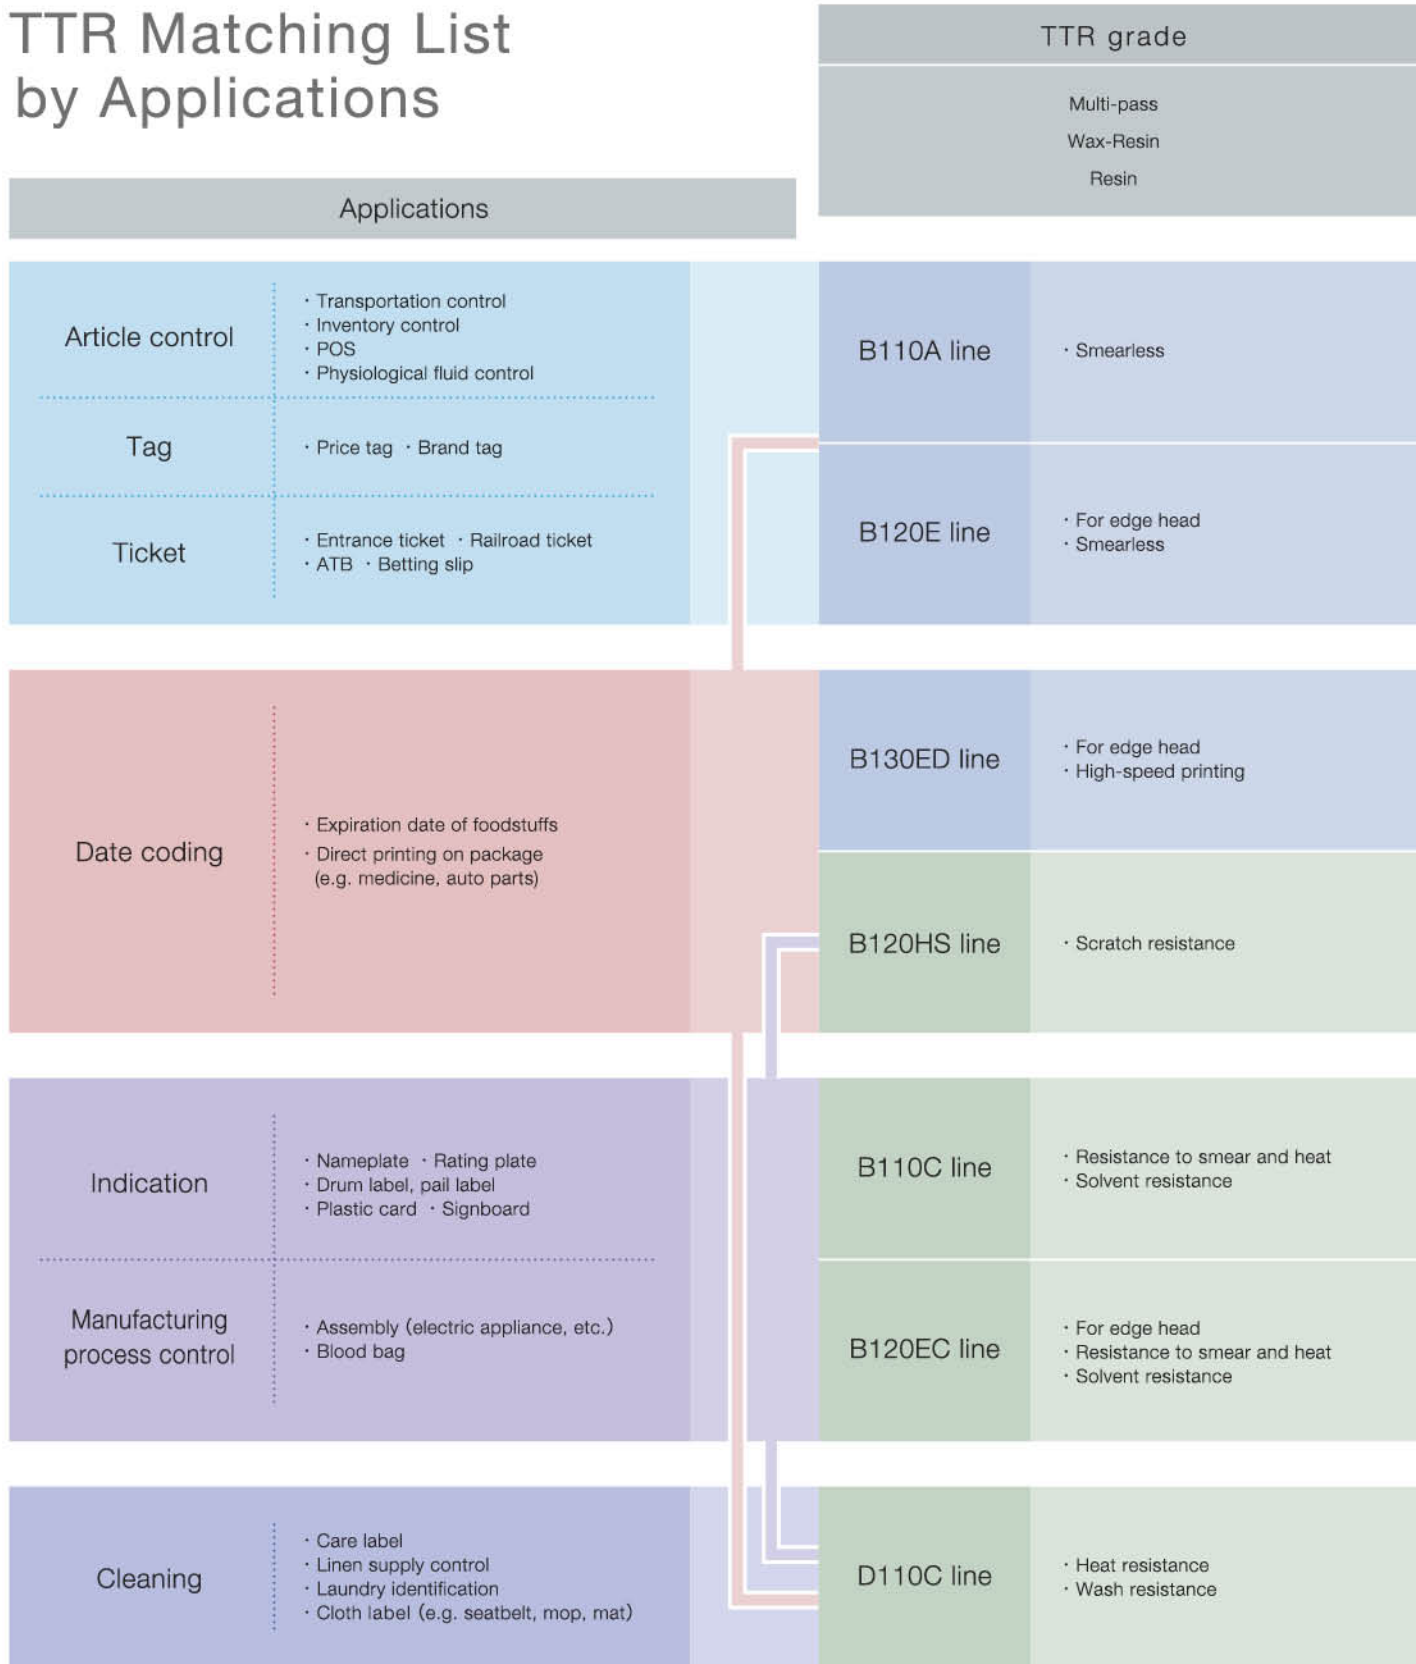 TTR Matching List
by Applications
TTR grade
Multi-pass
Wax-Resin
Resin
Applications
Article control
・Transportation control
・Inventory control
・POS
・Physiological fluid control
Tag
・Price tag ・Brand tag
Ticket
・Entrance ticket ・Railroad ticket
・ATB ・Betting slip
B110A line
・Smearless
B120E line
・For edge head
・Smearless
Date coding
・Expiration date of foodstuffs
・Direct printing on package
(e.g. medicine, auto parts)
B130ED line
・For edge head
・High-speed printing
B120HS line
・Scratch resistance
Indication
・Nameplate ・Rating plate
・Drum label, pail label
・Plastic card ・Signboard
Manufacturing
process control
・Assembly (electric appliance, etc.)
・Blood bag
B110C line
・Resistance to smear and heat
・Solvent resistance
B120EC line
・For edge head
・Resistance to smear and heat
・Solvent resistance
Cleaning
・Care label
・Linen supply control
・Laundry identification
・Cloth label (e.g. seatbelt, mop, mat)
D110C line
・Heat resistance
・Wash resistance